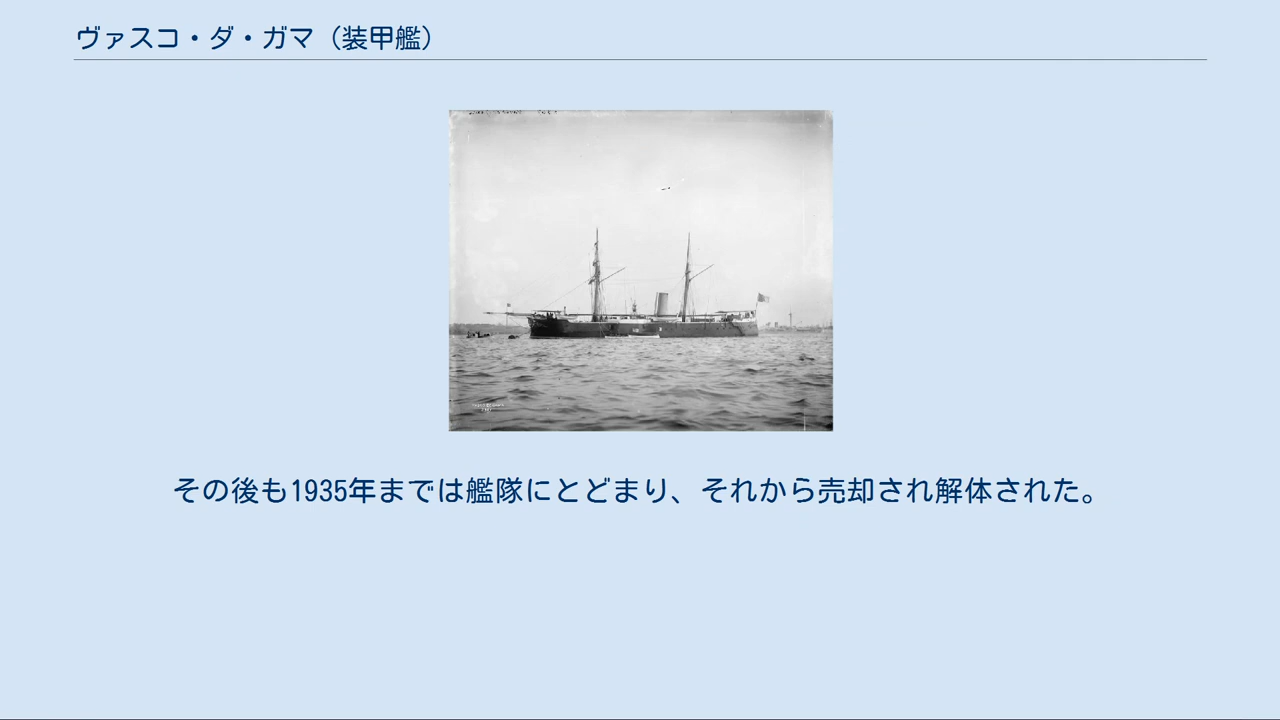 ヴァスコ・ダ・ガマ（装甲艦）
その後も1935年までは艦隊にとどまり、それから売却され解体された。